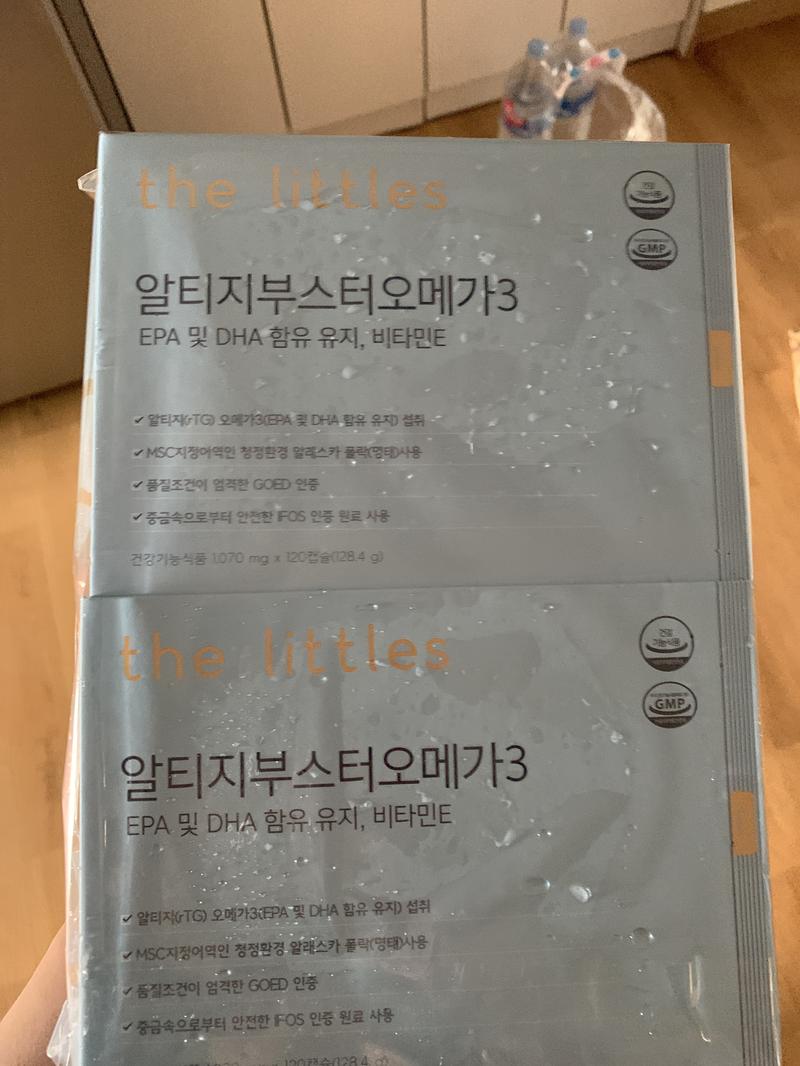 the littles
건강
기능식품
GMP
알티지부스터오메가3
EPA 및 DHA 함유 유지, 비타민E
✔ 알티지(rTG) 오메가3(EPA 및 DHA 함유 유지) 섭취
✔ MSC지정어역인 청정환경 알래스카 폴락(명태)사용
✔ 품질조건이 엄격한 GOED 인증
✔ 중금속으로부터 안전한 IFOS 인증 원료 사용
건강기능식품 1,070 mg x 120캡슐(128.4 g)
the littles
건강
기능식품
GMP
알티지부스터오메가3
EPA 및 DHA 함유 유지, 비타민E
✔ 알티지(rTG) 오메가3(EPA 및 DHA 함유 유지) 섭취
✔ MSC지정어역인 청정환경 알래스카 폴락(명태)사용
✔ 품질조건이 엄격한 GOED 인증
✔ 중금속으로부터 안전한 IFOS 인증 원료 사용
120캡슐(128.4 g)